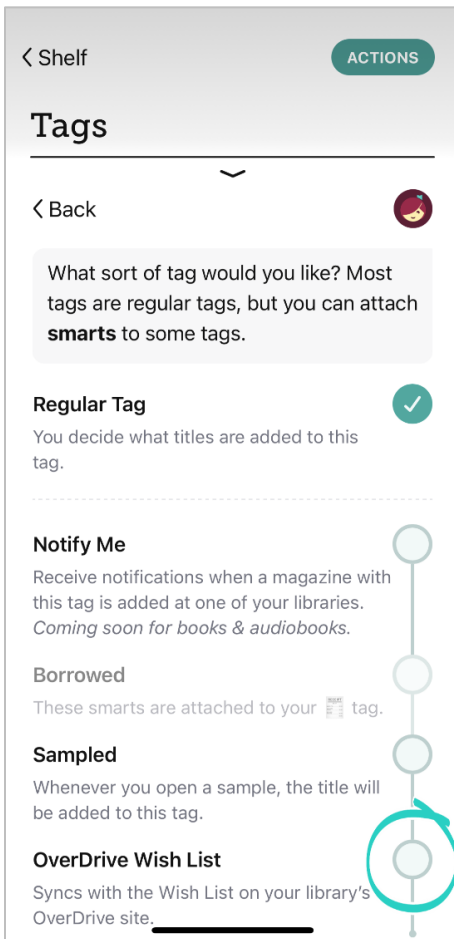 Shelf
ACTIONS
Tags
Back
What sort of tag would you like? Most
tags are regular tags, but you can attach
smarts to some tags.
Regular Tag
You decide what titles are added to this
tag.
Notify Me
Receive notifications when a magazine with
this tag is added at one of your libraries.
Coming soon for books & audiobooks.
Borrowed
These smarts are attached to your tag.
Sampled
Whenever you open a sample, the title will
be added to this tag.
OverDrive Wish List
Syncs with the Wish List on your library's
OverDrive site.